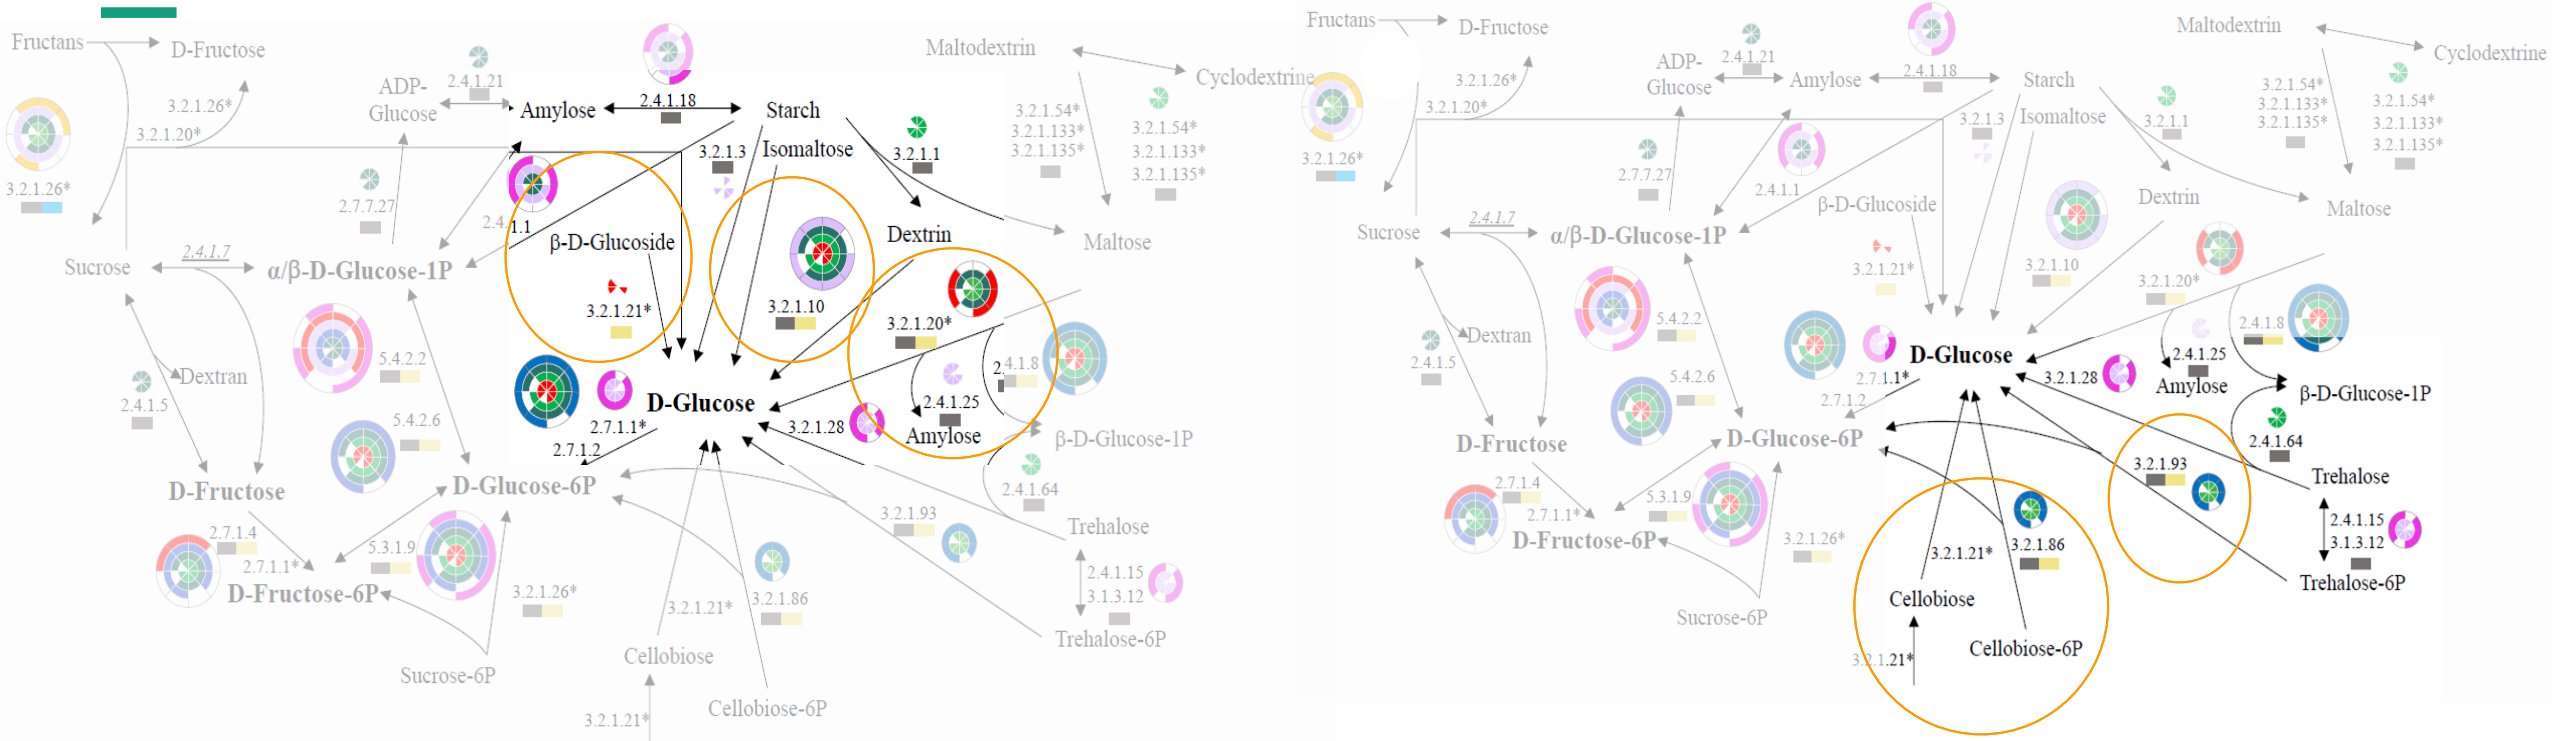 Fructans
D-Fructose
3.2.1.26*
3.2.1.20*
3.2.1.26*
ADP-
Glucose
2.4.1.21
Amylose
2.4.1.18
Starch
Isomaltose
Maltodextrin
Cyclodextrine
3.2.1.54*
3.2.1.133*
3.2.1.135*
3.2.1.54*
3.2.1.133*
3.2.1.135*
3.2.1.3
3.2.1.1
2.7.7.27
2.4.1.1
β-D-Glucoside
3.2.1.21*
3.2.1.10
Dextrin
Maltose
3.2.1.20*
Sucrose
2.4.1.7
α/β-D-Glucose-1P
5.4.2.2
Dextran
2.4.1.5
5.4.2.6
D-Glucose
2.7.1.1*
2.7.1.2
3.2.1.28
2.4.1.25
Amylose
2.4.1.8
β-D-Glucose-1P
2.4.1.64
D-Fructose
D-Glucose-6P
2.7.1.4
2.7.1.1*
5.3.1.9
D-Fructose-6P
3.2.1.26*
Sucrose-6P
3.2.1.93
3.2.1.21*
3.2.1.86
Trehalose
2.4.1.15
3.1.3.12
Trehalose-6P
Cellobiose
Cellobiose-6P
3.2.1.21*
Fructans
D-Fructose
3.2.1.26*
3.2.1.20*
3.2.1.26*
ADP-
Glucose
2.4.1.21
Amylose
2.4.1.18
Starch
Isomaltose
Maltodextrin
Cyclodextrine
3.2.1.54*
3.2.1.133*
3.2.1.135*
3.2.1.54*
3.2.1.133*
3.2.1.135*
3.2.1.3
3.2.1.1
2.7.7.27
2.4.1.1
β-D-Glucoside
3.2.1.21*
3.2.1.10
Dextrin
Maltose
3.2.1.20*
Sucrose
2.4.1.7
α/β-D-Glucose-1P
5.4.2.2
Dextran
2.4.1.5
5.4.2.6
D-Glucose
2.7.1.1*
2.7.1.2
3.2.1.28
2.4.1.25
Amylose
2.4.1.8
β-D-Glucose-1P
2.4.1.64
D-Fructose
D-Glucose-6P
2.7.1.4
2.7.1.1*
5.3.1.9
D-Fructose-6P
3.2.1.26*
Sucrose-6P
3.2.1.93
3.2.1.21*
3.2.1.86
Trehalose
2.4.1.15
3.1.3.12
Trehalose-6P
Cellobiose
Cellobiose-6P
3.2.1.21*